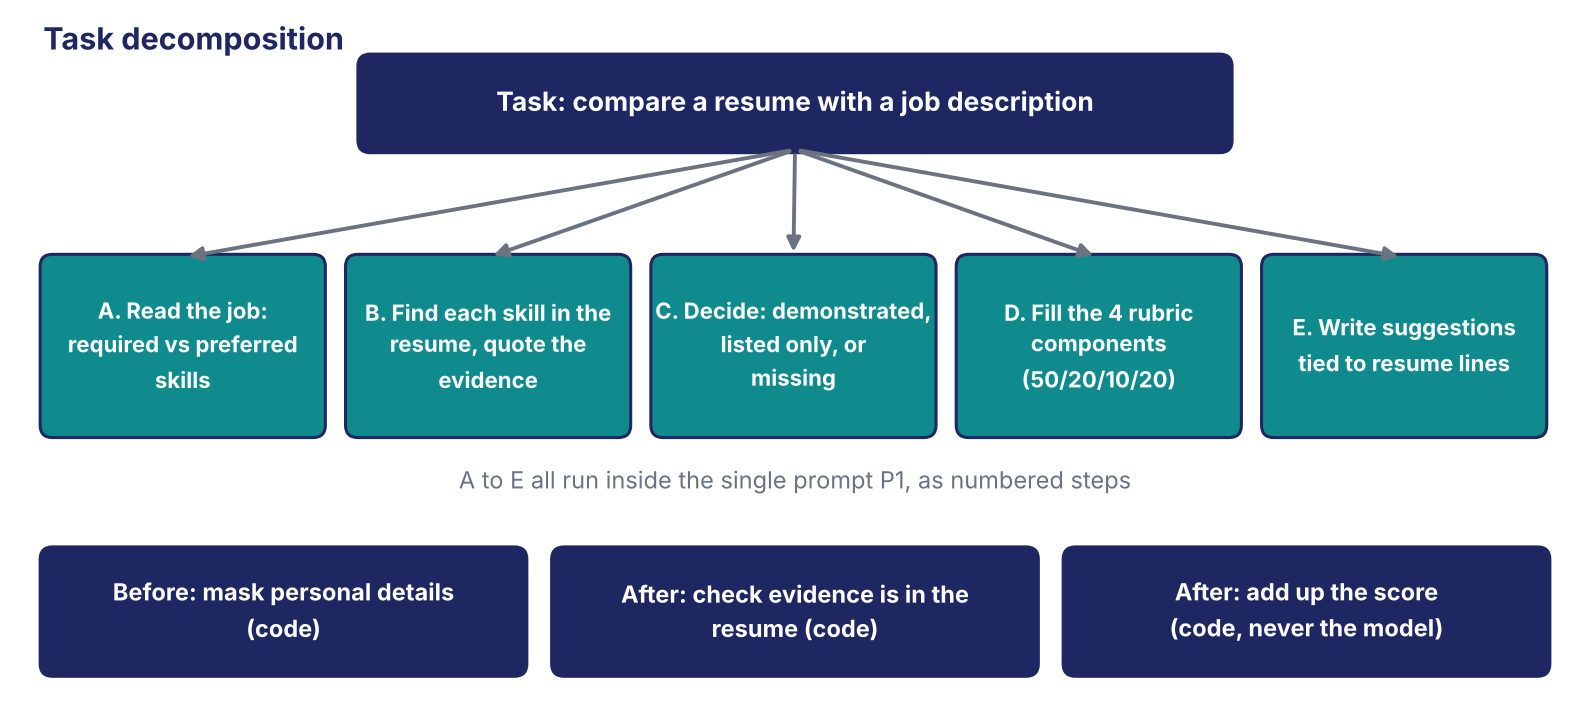 Task decomposition
Task: compare a resume with a job description
A. Read the job:
required vs preferred
skills
B. Find each skill in the
resume, quote the
evidence
C. Decide: demonstrated,
listed only, or
missing
D. Fill the 4 rubric
components
(50/20/10/20)
E. Write suggestions
tied to resume lines
A to E all run inside the single prompt P1, as numbered steps
Before: mask personal details
(code)
After: check evidence is in the
resume (code)
After: add up the score
(code, never the model)